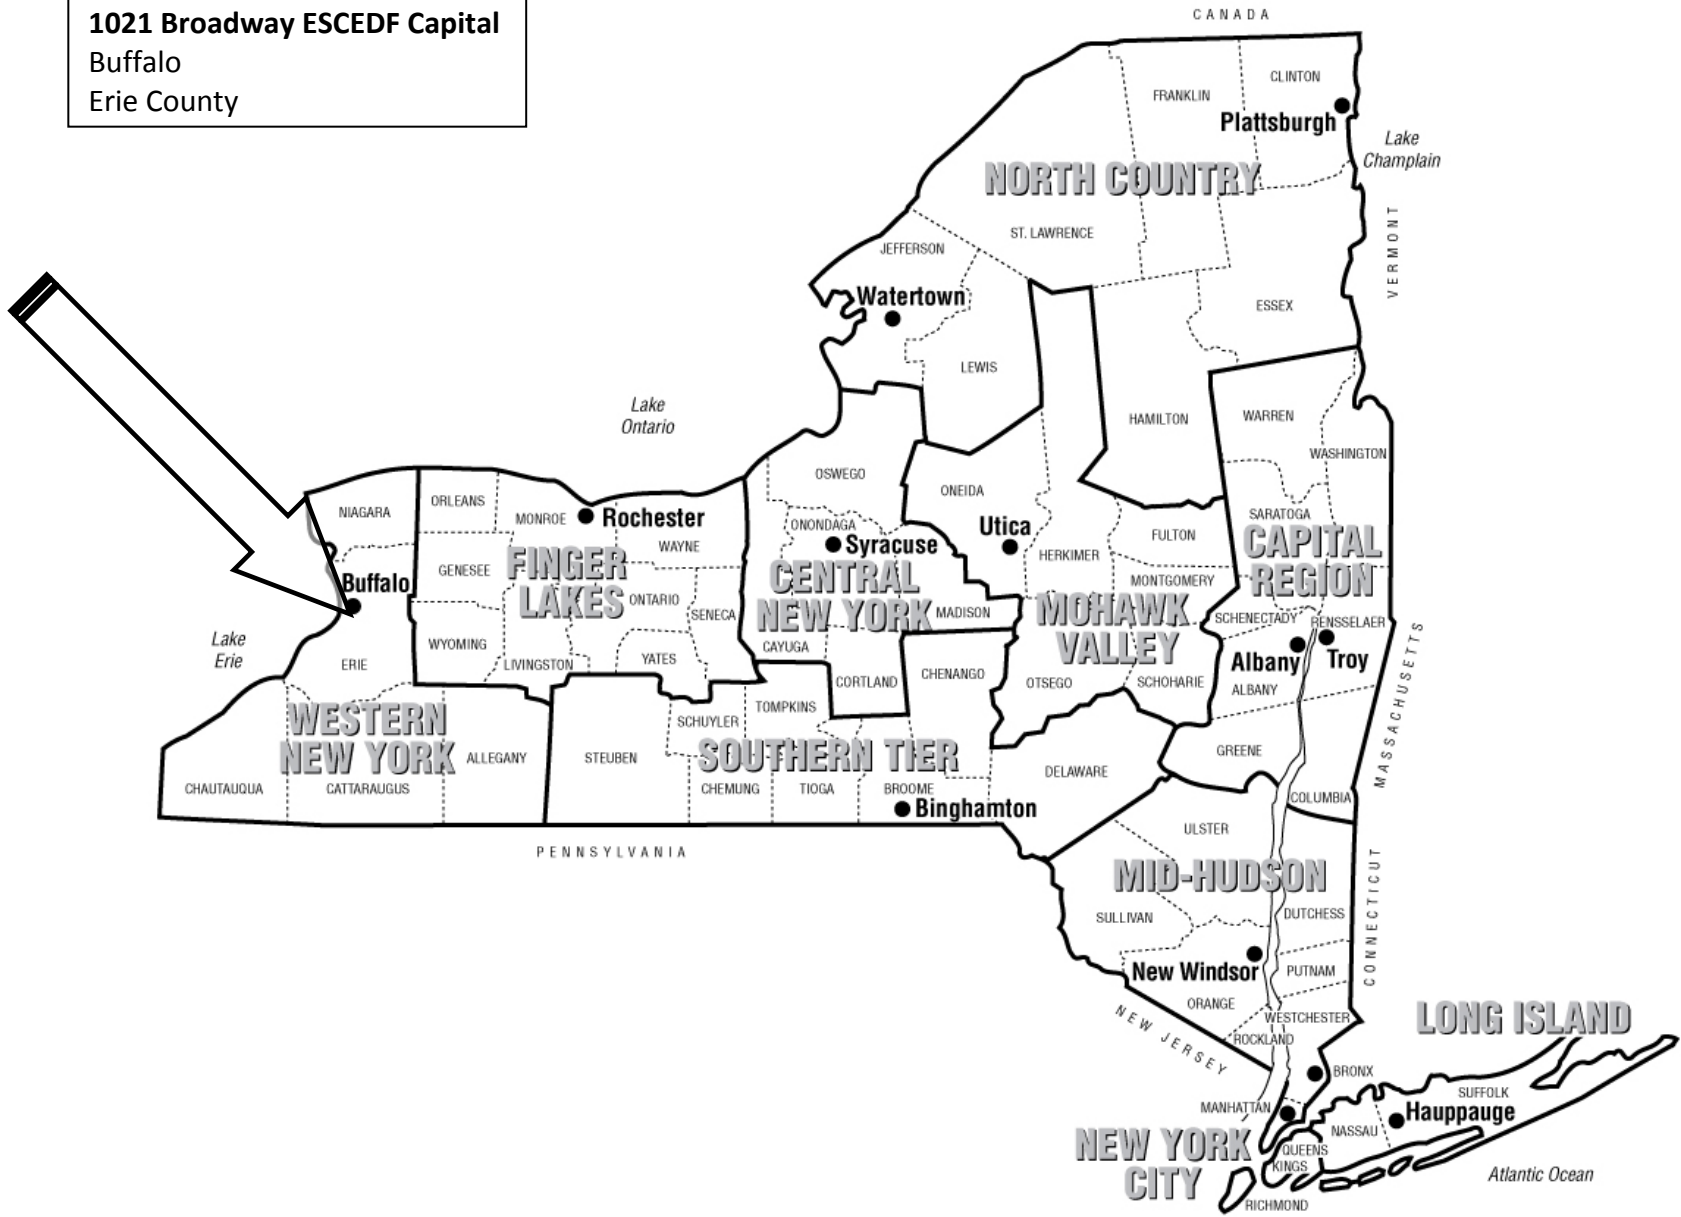 1021 Broadway ESCEDF Capital
Buffalo
Erie County
CANADA
CLINTON
FRANKLIN
Plattsburgh
Lake
Champlain
NORTH COUNTRY
VERMONT
ST. LAWRENCE
JEFFERSON
Watertown
ESSEX
LEWIS
HAMILTON
Lake
Ontario
WARREN
WASHINGTON
OSWEGO
ONEIDA
SARATOGA
NIAGARA
ORLEANS
MONROE
Rochester
WAYNE
ONONDAGA
Syracuse
Utica
HERKIMER
FULTON
MONTGOMERY
CAPITAL
REGION
GENESEE
FINGER
LAKES
ONTARIO
SENECA
CENTRAL
NEW YORK
MADISON
MOHAWK
VALLEY
SCHENECTADY
RENSSELAER
Buffalo
Lake
Erie
ERIE
WYOMING
LIVINGSTON
YATES
CAYUGA
CORTLAND
CHENANGO
OTSEGO
SCHOHARIE
Albany
Troy
ALBANY
MASSACHUSETTS
WESTERN
NEW YORK
CHAUTAUQUA
CATTARAUGUS
ALLEGANY
STEUBEN
SCHUYLER
TOMPKINS
SOUTHERN TIER
CHEMUNG
TIOGA
BROOME
Binghamton
DELAWARE
GREENE
COLUMBIA
PENNSYLVANIA
ULSTER
MID-HUDSON
SULLIVAN
DUTCHESS
CONNECTICUT
New Windsor
PUTNAM
ORANGE
WESTCHESTER
ROCKLAND
NEW JERSEY
LONG ISLAND
BRONX
MANHATTAN
SUFFOLK
Hauppauge
NASSAU
NEW YORK
CITY
QUEENS
KINGS
RICHMOND
Atlantic Ocean